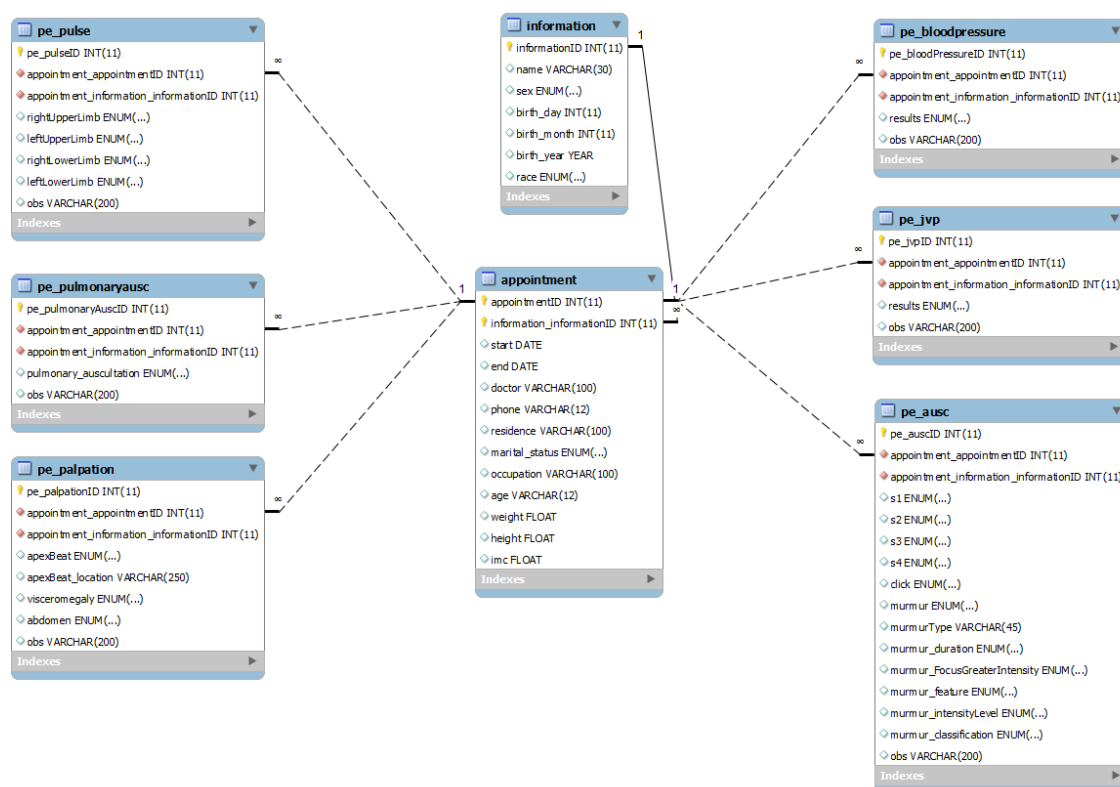 pe_pulse
pe_pulseID INT(11)
appointment_appointmentID INT(11)
appointment_information_informationID INT(11)
rightUpperLimb ENUM(...)
leftUpperLimb ENUM(...)
rightLowerLimb ENUM(...)
leftLowerLimb ENUM(...)
obs VARCHAR(200)
Indexes
∞
pe_pulmonaryausc
pe_pulmonaryAuscID INT(11)
appointment_appointmentID INT(11)
appointment_information_informationID INT(11)
pulmonary_auscultation ENUM(...)
obs VARCHAR(200)
Indexes
∞
pe_palpation
pe_palpationID INT(11)
appointment_appointmentID INT(11)
appointment_information_informationID INT(11)
apexBeat ENUM(...)
apexBeat_location VARCHAR(250)
visceromegaly ENUM(...)
abdomen ENUM(...)
obs VARCHAR(200)
Indexes
∞
information
informationID INT(11)
name VARCHAR(30)
sex ENUM(...)
birth_day INT(11)
birth_month INT(11)
birth_year YEAR
race ENUM(...)
Indexes
1
1
appointment
appointmentID INT(11)
information_informationID INT(11)
start DATE
end DATE
doctor VARCHAR(100)
phone VARCHAR(12)
residence VARCHAR(100)
marital_status ENUM(...)
occupation VARCHAR(100)
age VARCHAR(12)
weight FLOAT
height FLOAT
imc FLOAT
Indexes
1
∞
pe_bloodpressure
pe_bloodPressureID INT(11)
appointment_appointmentID INT(11)
appointment_information_informationID INT(11)
results ENUM(...)
obs VARCHAR(200)
Indexes
∞
pe_jvp
pe_jvpID INT(11)
appointment_appointmentID INT(11)
appointment_information_informationID INT(11)
results ENUM(...)
obs VARCHAR(200)
Indexes
∞
pe_ausc
pe_auscID INT(11)
appointment_appointmentID INT(11)
appointment_information_informationID INT(11)
s1 ENUM(...)
s2 ENUM(...)
s3 ENUM(...)
s4 ENUM(...)
click ENUM(...)
murmur ENUM(...)
murmurType VARCHAR(45)
murmur_duration ENUM(...)
murmur_FocusGreaterIntensity ENUM(...)
murmur_feature ENUM(...)
murmur_intensityLevel ENUM(...)
murmur_classification ENUM(...)
obs VARCHAR(200)
Indexes
∞